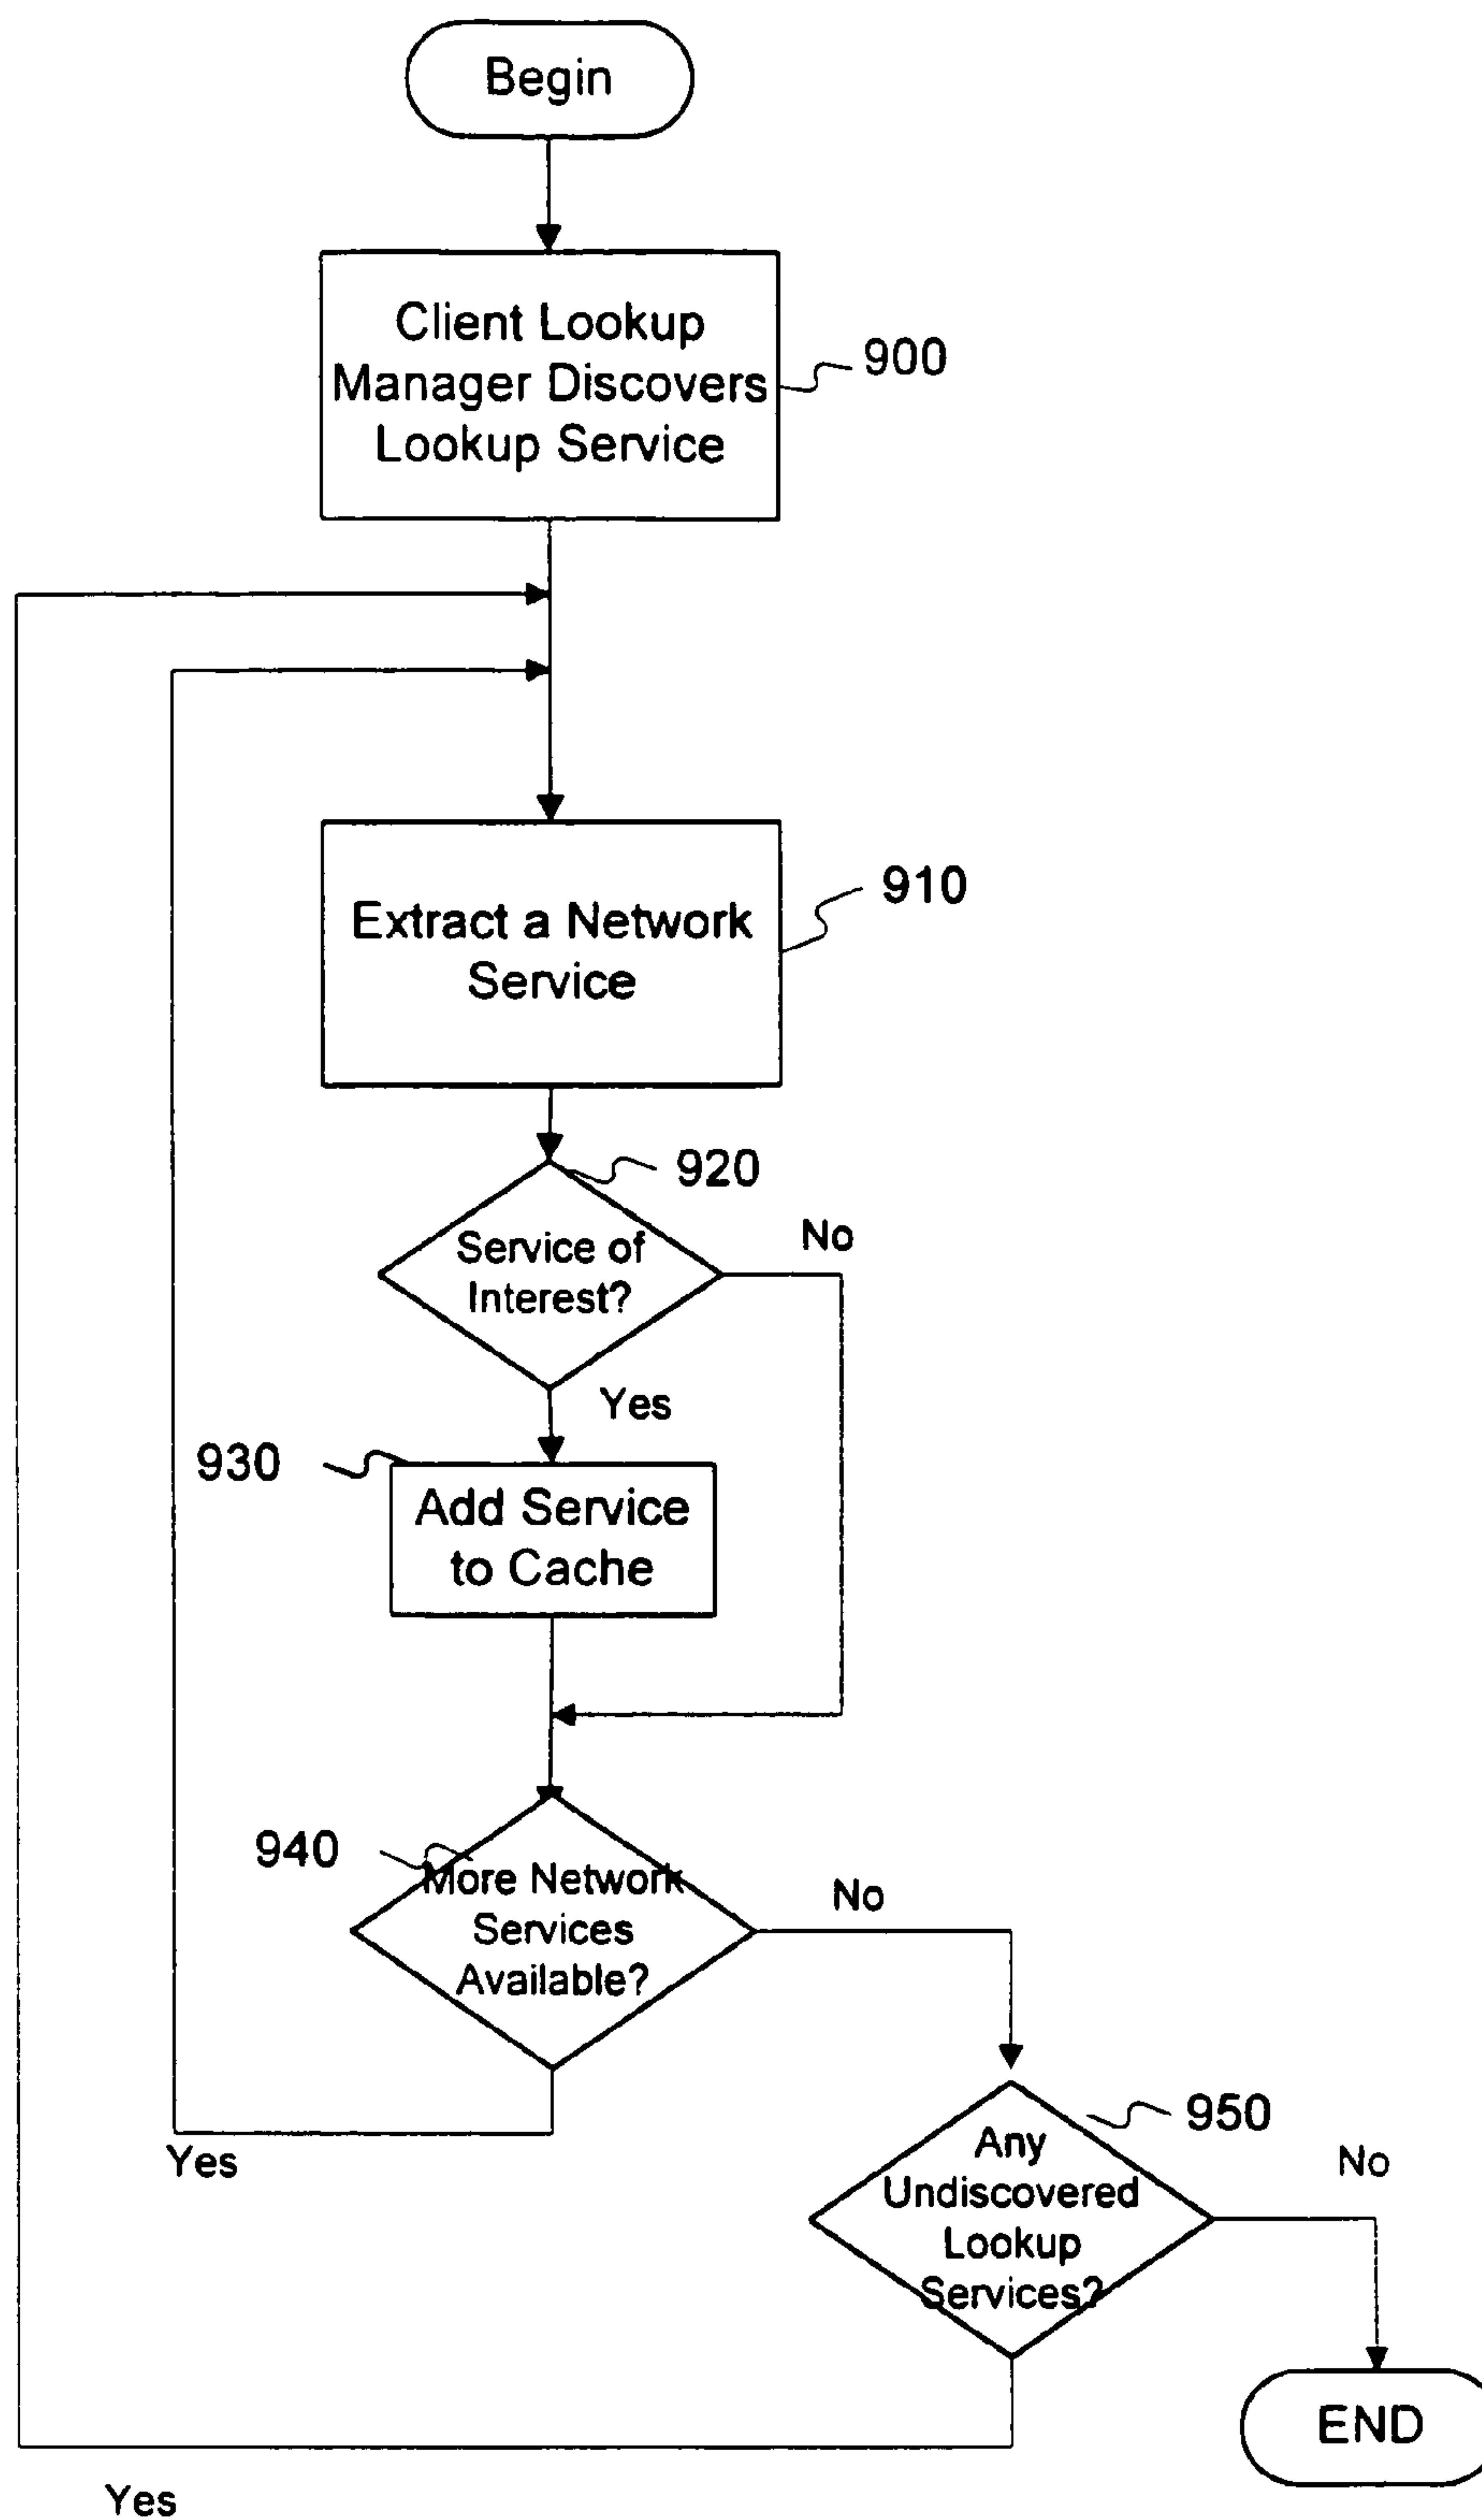 Begin
Client Lookup
Manager Discovers
Lookup Service
900
Extract a Network
Service
910
920
Service of
Interest?
No
Yes
930
Add Service
to Cache
940
More Network
Services
Available?
No
Yes
950
Any
Undiscovered
Lookup
Services?
No
END
Yes